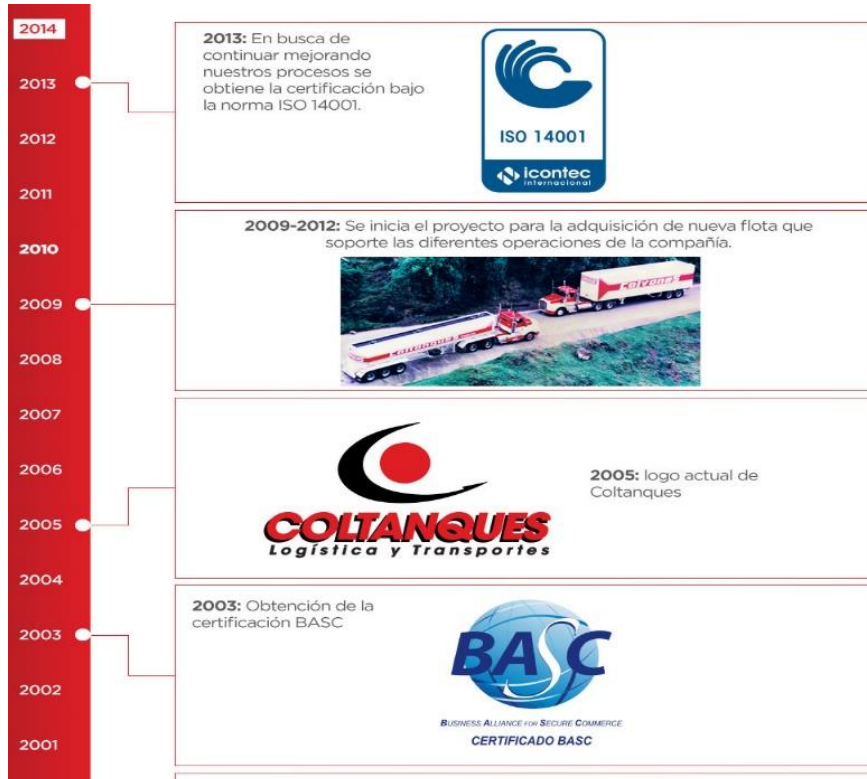 2014
2013
2012
2011
2010
2009
2008
2007
2006
2005
2004
2003
2002
2001
2013: En busca de
continuar mejorando
nuestros procesos se
obtiene la certificación bajo
la norma ISO 14001.
ISO 14001
icontec
internacional
2009-2012: Se inicia el proyecto para la adquisición de nueva flota que
soporte las diferentes operaciones de la compañía.
coltanques
colvanes
COLTANQUES
Logística y Transportes
2005: logo actual de
Coltanques
2003: Obtención de la
certificación BASC
BASC
BUSINESS ALLIANCE FOR SECURE COMMERCE
CERTIFICADO BASC